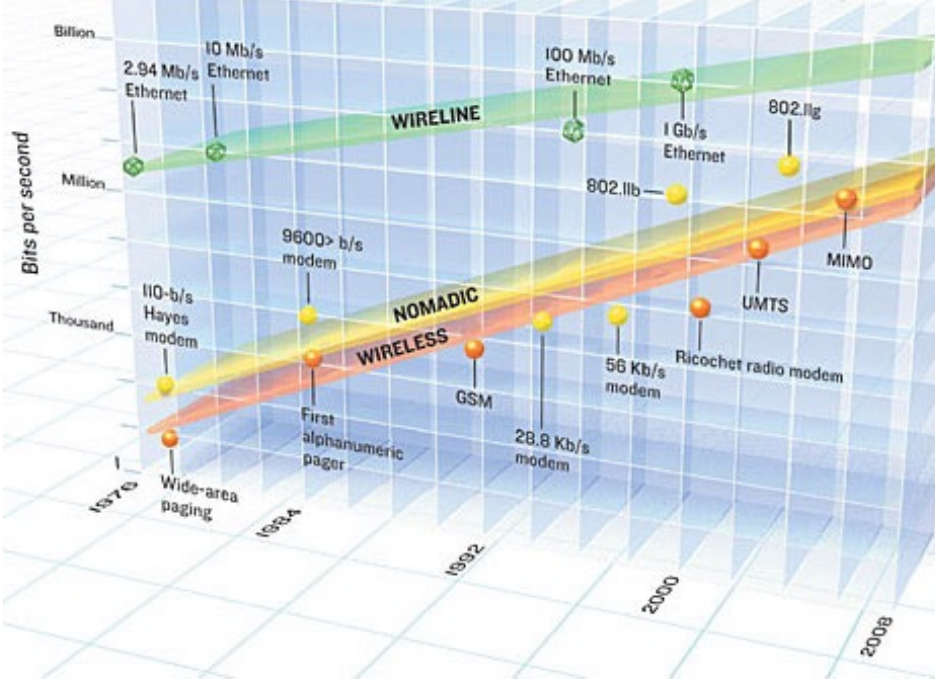 Billion
10 Mb/s
Ethernet
2.94 Mb/s
Ethernet
100 Mb/s
Ethernet
802.11g
WIRELINE
1 Gb/s
Ethernet
Million
802.11b
Bits per second
9600> b/s
modem
MIMO
110-b/s
Hayes
modem
NOMADIC
UMTS
Thousand
WIRELESS
Ricochet radio modem
56 Kb/s
modem
GSM
First
alphanumeric
pager
28.8 Kb/s
modem
1
Wide-area
paging
1976
1984
1992
2000
2008